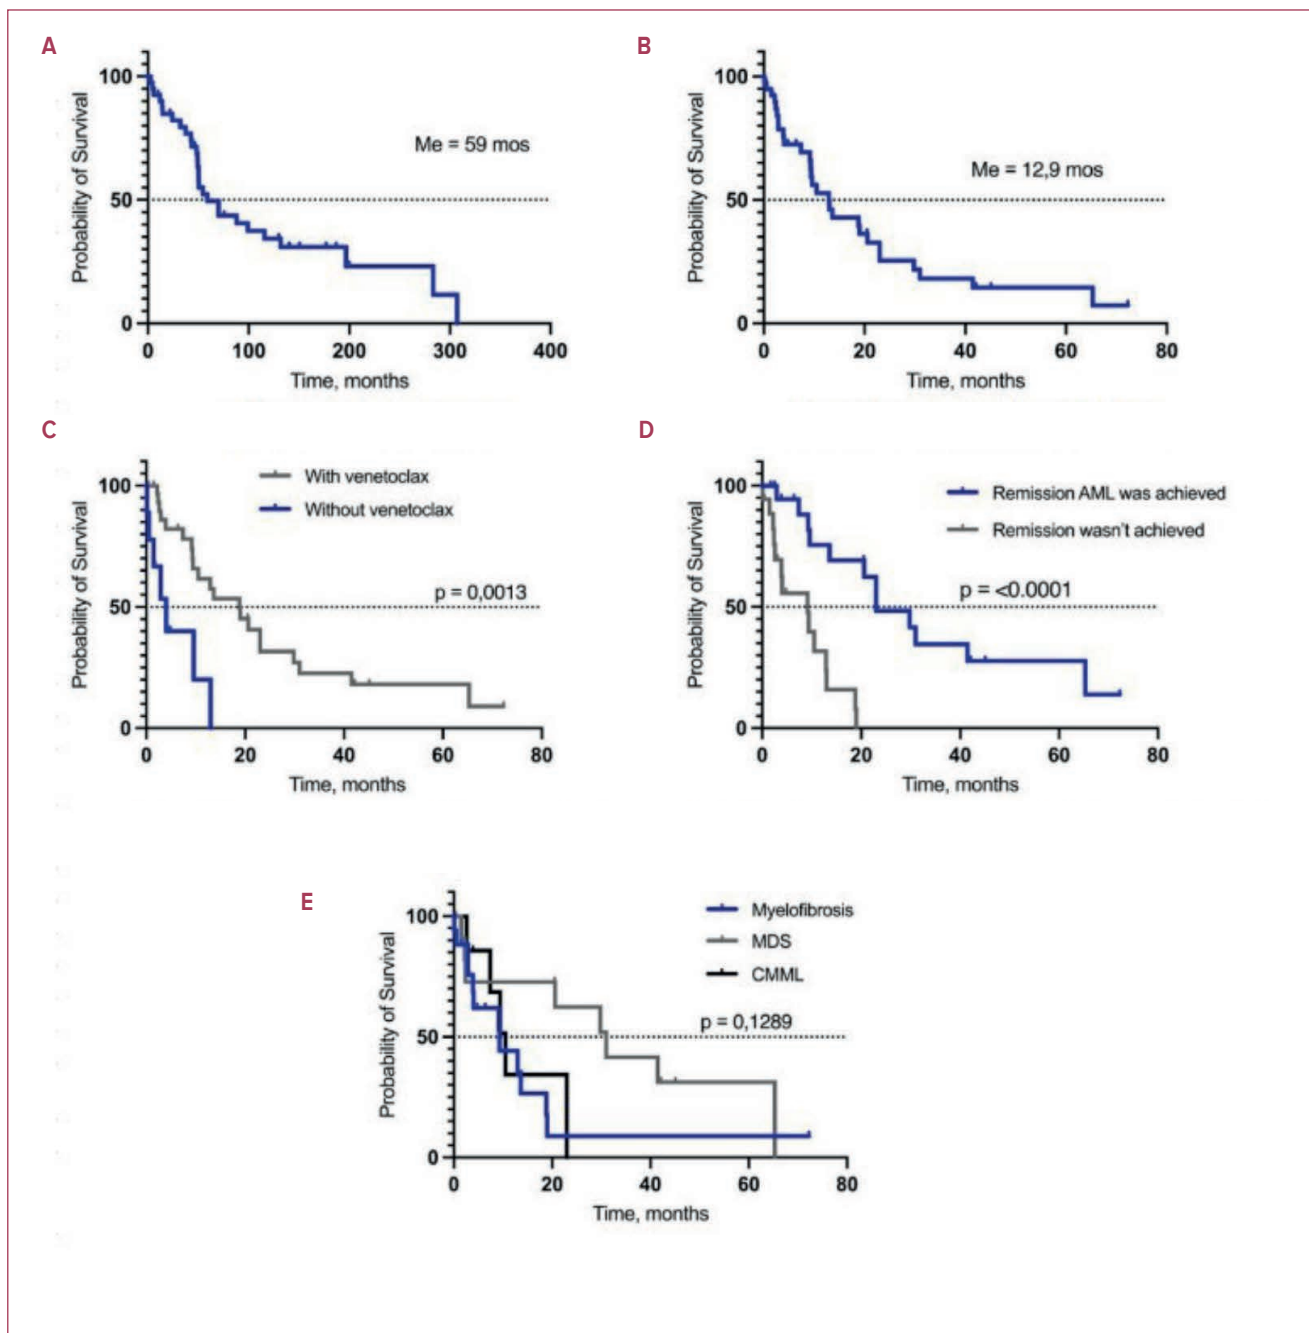 A
Probability of Survival
100
50
0
Me = 59 mos
0 100 200 300 400
Time, months
B
Probability of Survival
100
50
0
Me = 12,9 mos
0 20 40 60 80
Time, months
C
Probability of Survival
100
50
0
With venetoclax
Without venetoclax
p = 0,0013
0 20 40 60 80
Time, months
D
Probability of Survival
100
50
0
Remission AML was achieved
Remission wasn't achieved
p = <0.0001
0 20 40 60 80
Time, months
E
Probability of Survival
100
50
0
Myelofibrosis
MDS
CMML
p = 0,1289
0 20 40 60 80
Time, months